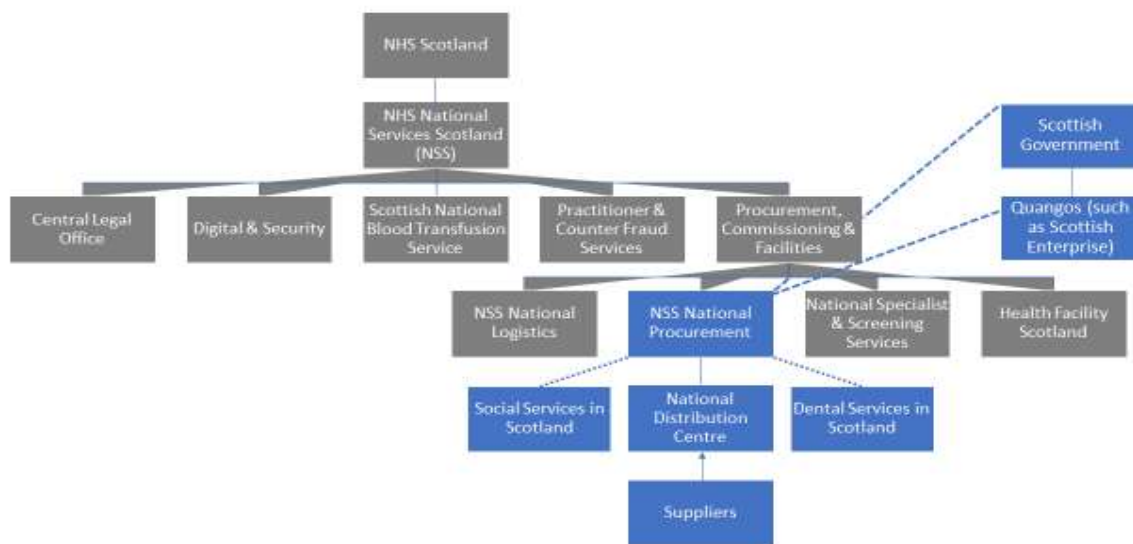 NHS Scotland
NHS National
Services Scotland
(NSS)
Scottish
Government
Central Legal
Office
Digital & Security
Scottish National
Blood Transfusion
Service
Practitioner &
Counter Fraud
Services
Procurement,
Commissioning &
Facilities
Quangos (such
as Scottish
Enterprise)
NSS National
Logistics
NSS National
Procurement
National Specialist
& Screening
Services
Health Facility
Scotland
Social Services in
Scotland
National
Distribution
Centre
Dental Services in
Scotland
Suppliers